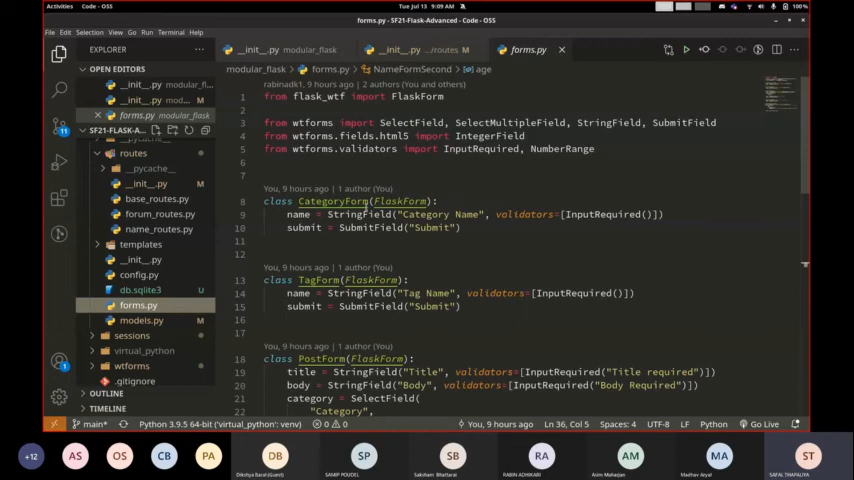 Activities Code - OSS Tue Jul 13 9:09 AM 100 %
forms.py - SF21-Flask-Advanced - Code - OSS
File Edit Selection View Go Run Terminal Help
EXPLORER
__init__.py modular_flask __init__.py .../routes M forms.py
OPEN EDITORS
modular_flask > forms.py > NameFormSecond > age
__init__.py modular_fl...
__init__.py mod... M
forms.py modular_flask
SF21-FLASK-A...
__pycache__
routes
__pycache__
__init__.py M
base_routes.py
forum_routes.py
name_routes.py
templates
__init__.py
config.py
db.sqlite3 U
forms.py
models.py M
sessions
virtual_python
wtforms
.gitignore
OUTLINE
TIMELINE
11
1
rabinadk1, 9 hours ago | 2 authors (You and others)
1 from flask_wtf import FlaskForm
2
3 from wtforms import SelectField, SelectMultipleField, StringField, SubmitField
4 from wtforms.fields.html5 import IntegerField
5 from wtforms.validators import InputRequired, NumberRange
6
7
You, 9 hours ago | 1 author (You)
8 class CategoryForm(FlaskForm):
9 name = StringField("Category Name", validators=[InputRequired()])
10 submit = SubmitField("Submit")
11
12
You, 9 hours ago | 1 author (You)
13 class TagForm(FlaskForm):
14 name = StringField("Tag Name", validators=[InputRequired()])
15 submit = SubmitField("Submit")
16
17
You, 9 hours ago | 1 author (You)
18 class PostForm(FlaskForm):
19 title = StringField("Title", validators=[InputRequired("Title required")])
20 body = StringField("Body", validators=[InputRequired("Body Required")])
21 category = SelectField(
22 "Category",
main* Python 3.9.5 64-bit ('virtual_python': venv) 0 0 You, 9 hours ago Ln 36, Col 5 Spaces: 4 UTF-8 LF Python Go Live
+12 AS OS CB PA DB SP SB RA AM MA ST
Dikshya Baral (Guest) SAMIP POUDEL Saksham Bhattarai RABIN ADHIKARI Asim Maharjan Madhav Aryal SAFAL THAPALIYA